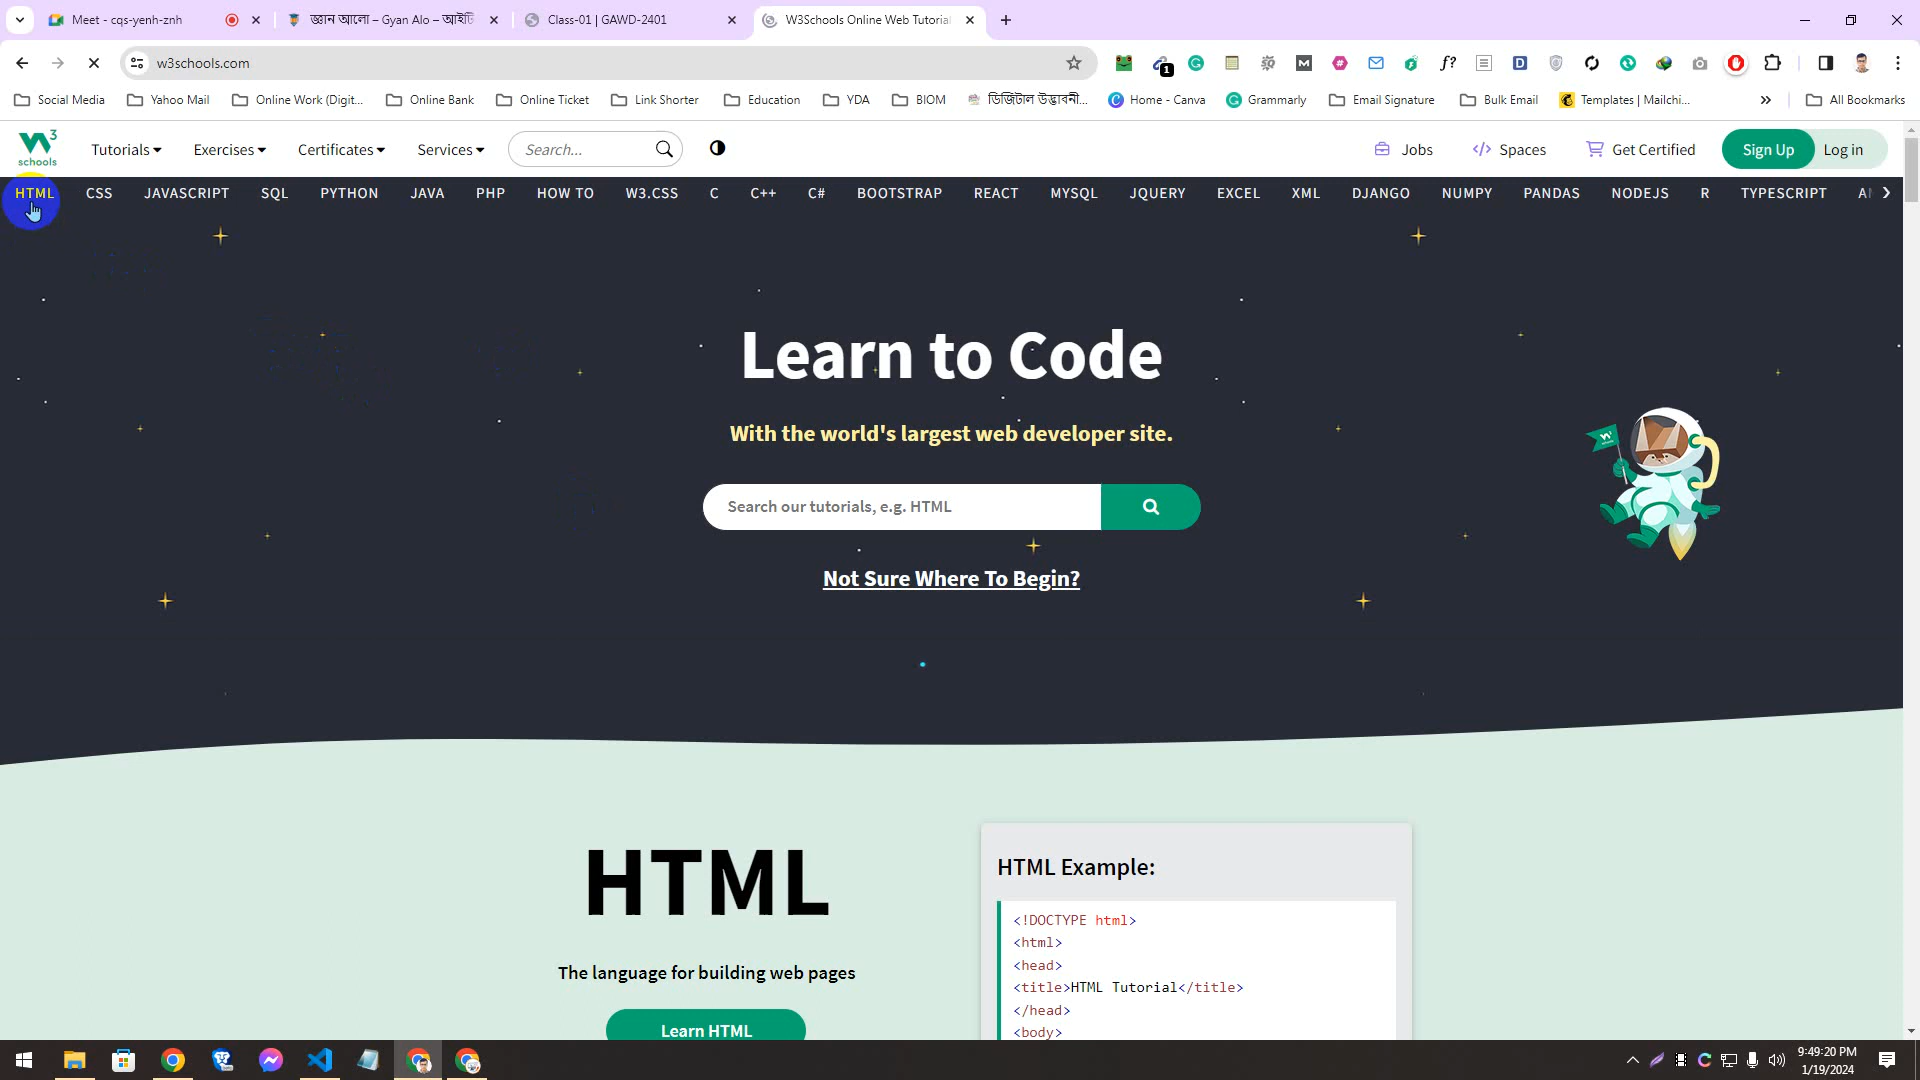 Meet - cqs-yenh-znh
জ্ঞান আলো – Gyan Alo – আইটি
Class-01 | GAWD-2401
W3Schools Online Web Tutorial
w3schools.com
1
Social Media
Yahoo Mail
Online Work (Digit...
Online Bank
Online Ticket
Link Shorter
Education
YDA
BIOM
ডিজিটাল উদ্ভাবনী...
Home - Canva
Grammarly
Email Signature
Bulk Email
Templates | Mailchi...
All Bookmarks
W3 schools
Tutorials
Exercises
Certificates
Services
Search...
Jobs
Spaces
Get Certified
Sign Up
Log in
HTML
CSS
JAVASCRIPT
SQL
PYTHON
JAVA
PHP
HOW TO
W3.CSS
C
C++
C#
BOOTSTRAP
REACT
MYSQL
JQUERY
EXCEL
XML
DJANGO
NUMPY
PANDAS
NODEJS
R
TYPESCRIPT
Learn to Code
With the world's largest web developer site.
Search our tutorials, e.g. HTML
Not Sure Where To Begin?
HTML
The language for building web pages
Learn HTML
HTML Example:
<!DOCTYPE html>
<html>
<head>
<title>HTML Tutorial</title>
</head>
<body>
9:49:20 PM
1/19/2024